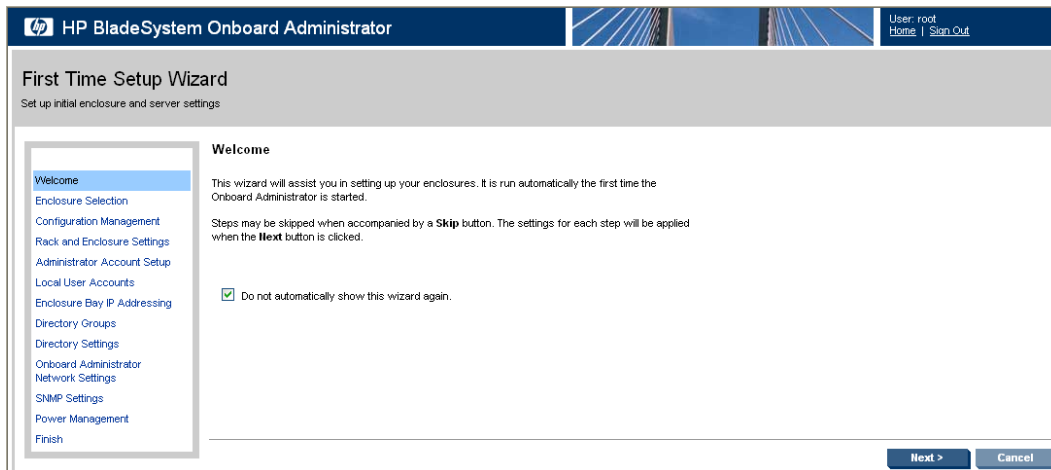 hp HP BladeSystem Onboard Administrator
User: root
Home | Sign Out
First Time Setup Wizard
Set up initial enclosure and server settings
Welcome
Enclosure Selection
Configuration Management
Rack and Enclosure Settings
Administrator Account Setup
Local User Accounts
Enclosure Bay IP Addressing
Directory Groups
Directory Settings
Onboard Administrator
Network Settings
SNMP Settings
Power Management
Finish
Welcome
This wizard will assist you in setting up your enclosures. It is run automatically the first time the
Onboard Administrator is started.
Steps may be skipped when accompanied by a Skip button. The settings for each step will be applied
when the Next button is clicked.
Do not automatically show this wizard again.
Next >
Cancel